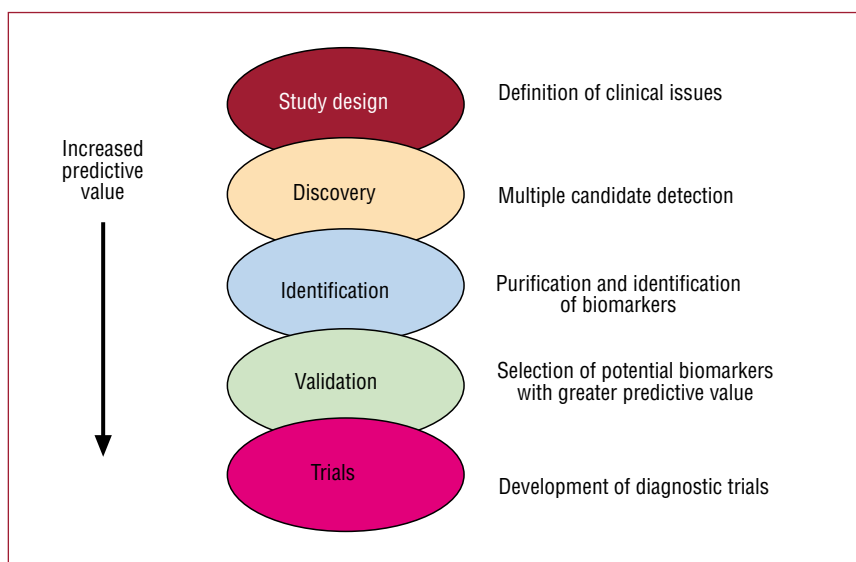 Study design
Definition of clinical issues
Increased
predictive
value
Discovery
Multiple candidate detection
Identification
Purification and identification
of biomarkers
Validation
Selection of potential biomarkers
with greater predictive value
Trials
Development of diagnostic trials